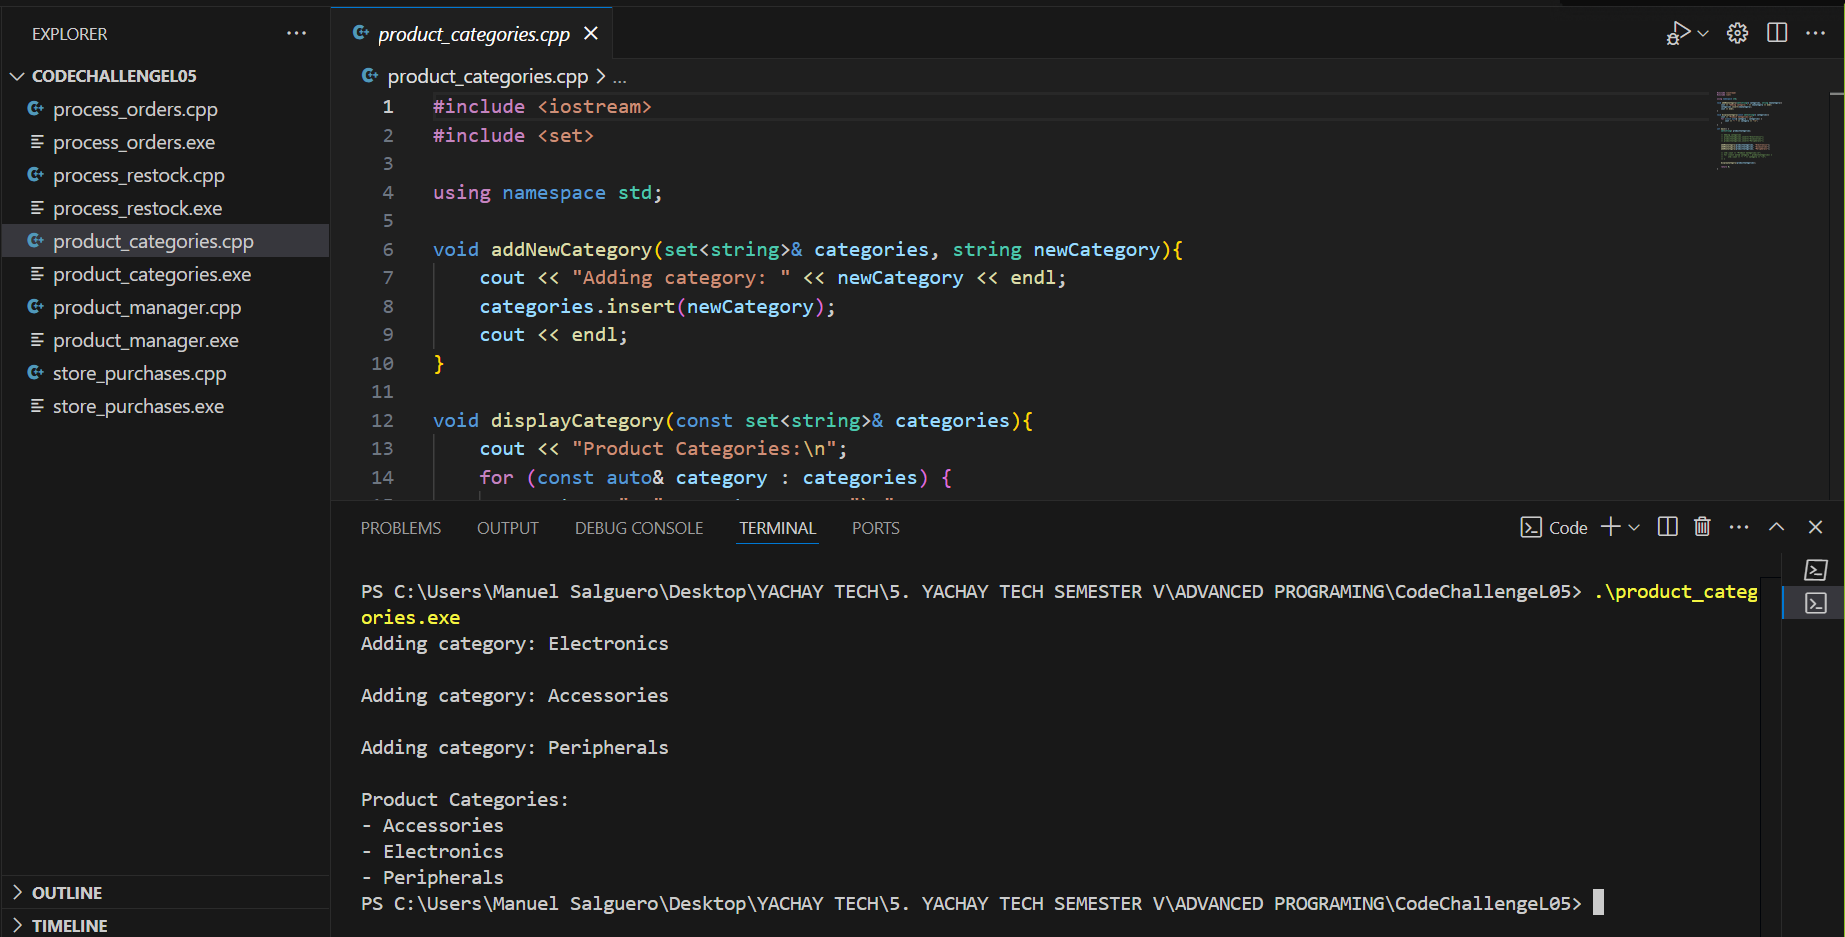 EXPLORER
CODECHALLENGEL05
process_orders.cpp
process_orders.exe
process_restock.cpp
process_restock.exe
product_categories.cpp
product_categories.exe
product_manager.cpp
product_manager.exe
store_purchases.cpp
store_purchases.exe
OUTLINE
TIMELINE
product_categories.cpp
product_categories.cpp > ...
1 #include <iostream>
2 #include <set>
3
4 using namespace std;
5
6 void addNewCategory(set<string>& categories, string newCategory){
7 cout << "Adding category: " << newCategory << endl;
8 categories.insert(newCategory);
9 cout << endl;
10 }
11
12 void displayCategory(const set<string>& categories){
13 cout << "Product Categories:\n";
14 for (const auto& category : categories) {
PROBLEMS OUTPUT DEBUG CONSOLE TERMINAL PORTS Code
PS C:\Users\Manuel Salguero\Desktop\YACHAY TECH\5. YACHAY TECH SEMESTER V\ADVANCED PROGRAMING\CodeChallengeL05> .\product_categ
ories.exe
Adding category: Electronics
Adding category: Accessories
Adding category: Peripherals
Product Categories:
- Accessories
- Electronics
- Peripherals
PS C:\Users\Manuel Salguero\Desktop\YACHAY TECH\5. YACHAY TECH SEMESTER V\ADVANCED PROGRAMING\CodeChallengeL05>